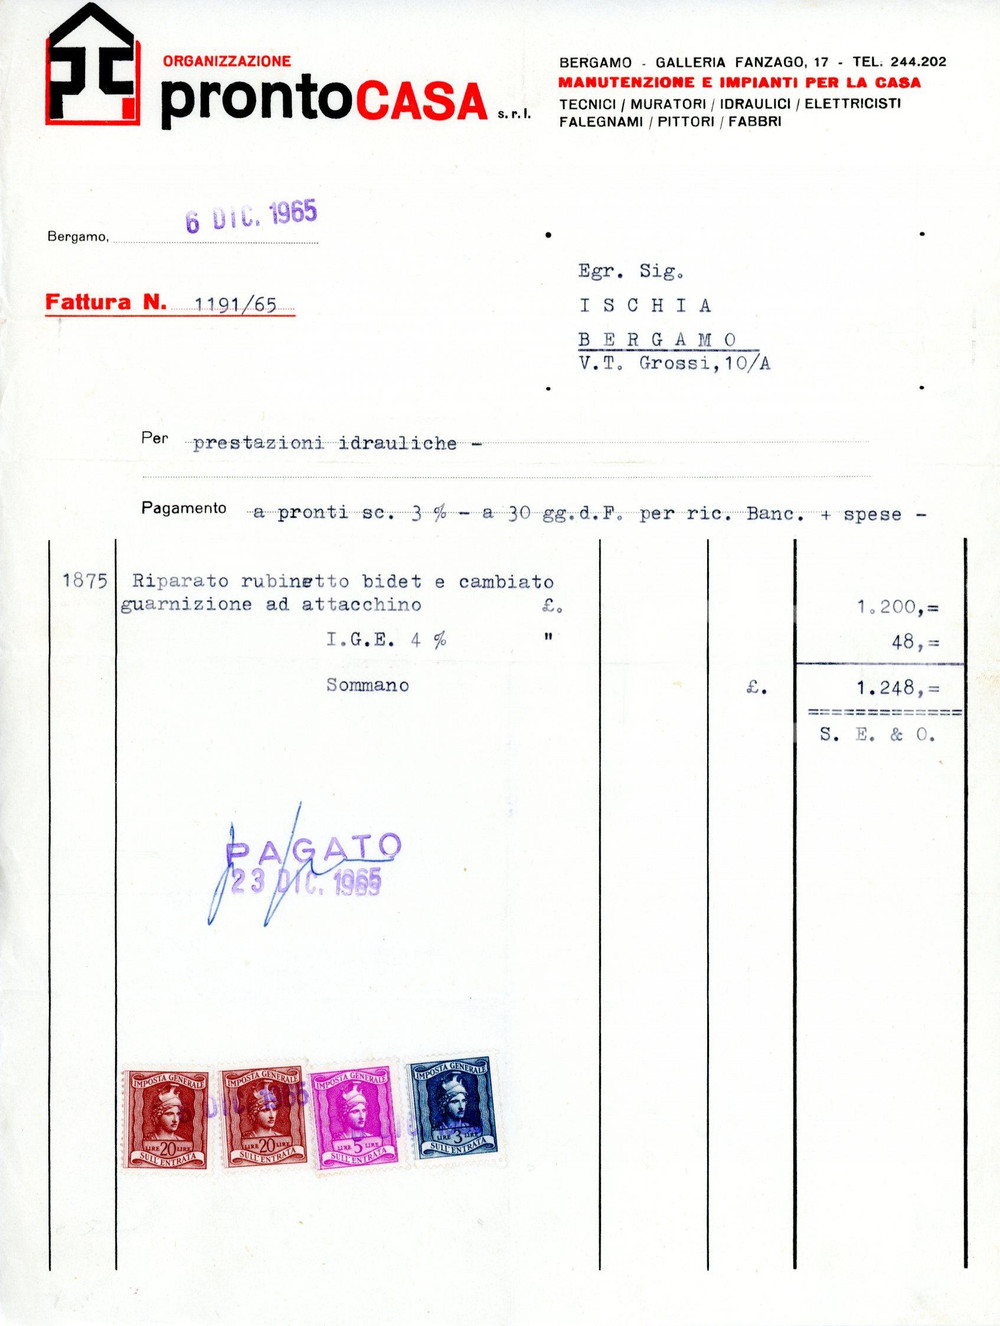 ORGANIZZAZIONE
prontoCASA s.r.l.
BERGAMO - GALLERIA FANZAGO, 17 - TEL. 244.202
MANUTENZIONE E IMPIANTI PER LA CASA
TECNICI / MURATORI / IDRAULICI / ELETTRICISTI
FALEGNAMI / PITTORI / FABBRI
Bergamo, 6 DIC. 1965
Fattura N. 1191/65
Egr. Sig.
ISCHIA
BERGAMO
V.T. Grossi, 10/A
Per prestazioni idrauliche -
Pagamento a pronti sc. 3 % - a 30 gg.d.F. per ric. Banc. + spese -
1875 Riparato rubinetto bidet e cambiato
guarnizione ad attacchino £. 1.200,=
I.G.E. 4 % " 48,=
Sommano £. 1.248,=
=============
S. E. & O.
PAGATO
23 DIC. 1965
IMPOSTA GENERALE
LIRE 20 LIRE
SULL'ENTRATA
IMPOSTA GENERALE
LIRE 20 LIRE
SULL'ENTRATA
IMPOSTA GENERALE
LIRE 5 LIRE
SULL'ENTRATA
IMPOSTA GENERALE
LIRE 3 LIRE
SULL'ENTRATA
DIC. 1965